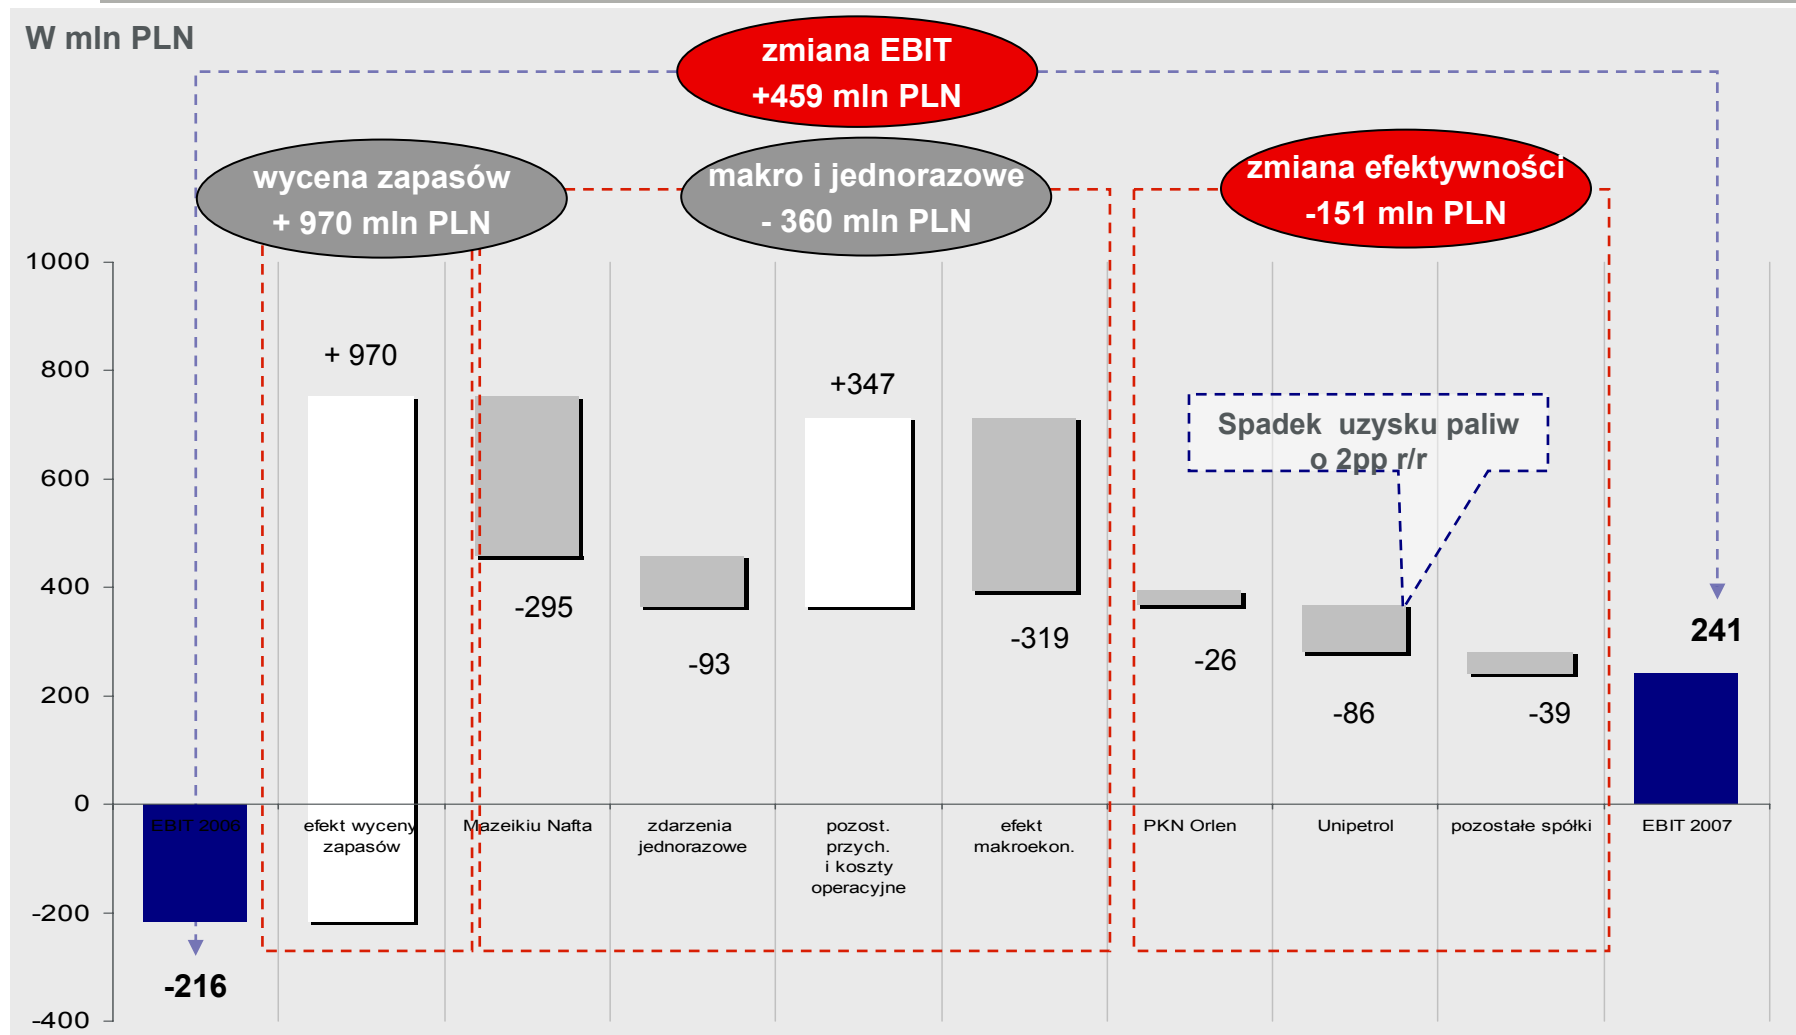 W mln PLN
zmiana EBIT
+459 mln PLN
wycena zapasów
+ 970 mln PLN
makro i jednorazowe
- 360 mln PLN
zmiana efektywności
-151 mln PLN
1000
800
600
400
200
0
-200
-400
+ 970
-295
-93
+347
-319
-26
-86
-39
241
-216
Spadek uzysku paliw
o 2pp r/r
EBIT 2006
efekt wyceny
zapasów
Mazeikiu Nafta
zdarzenia
jednorazowe
pozost.
przych.
i koszty
operacyjne
efekt
makroekon.
PKN Orlen
Unipetrol
pozostałe spółki
EBIT 2007